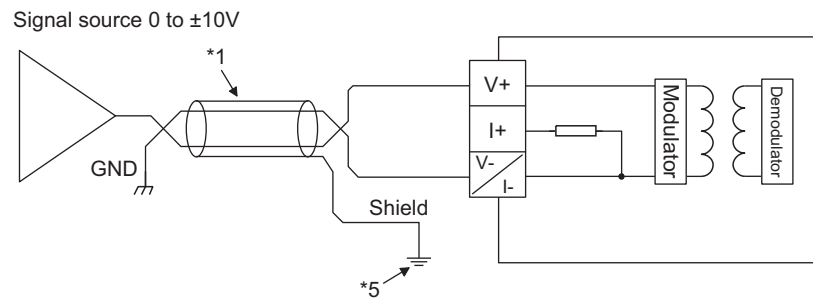 Signal source 0 to ±10V
*1
V+
I+
V-
I-
Modulator
Demodulator
GND
Shield
*5